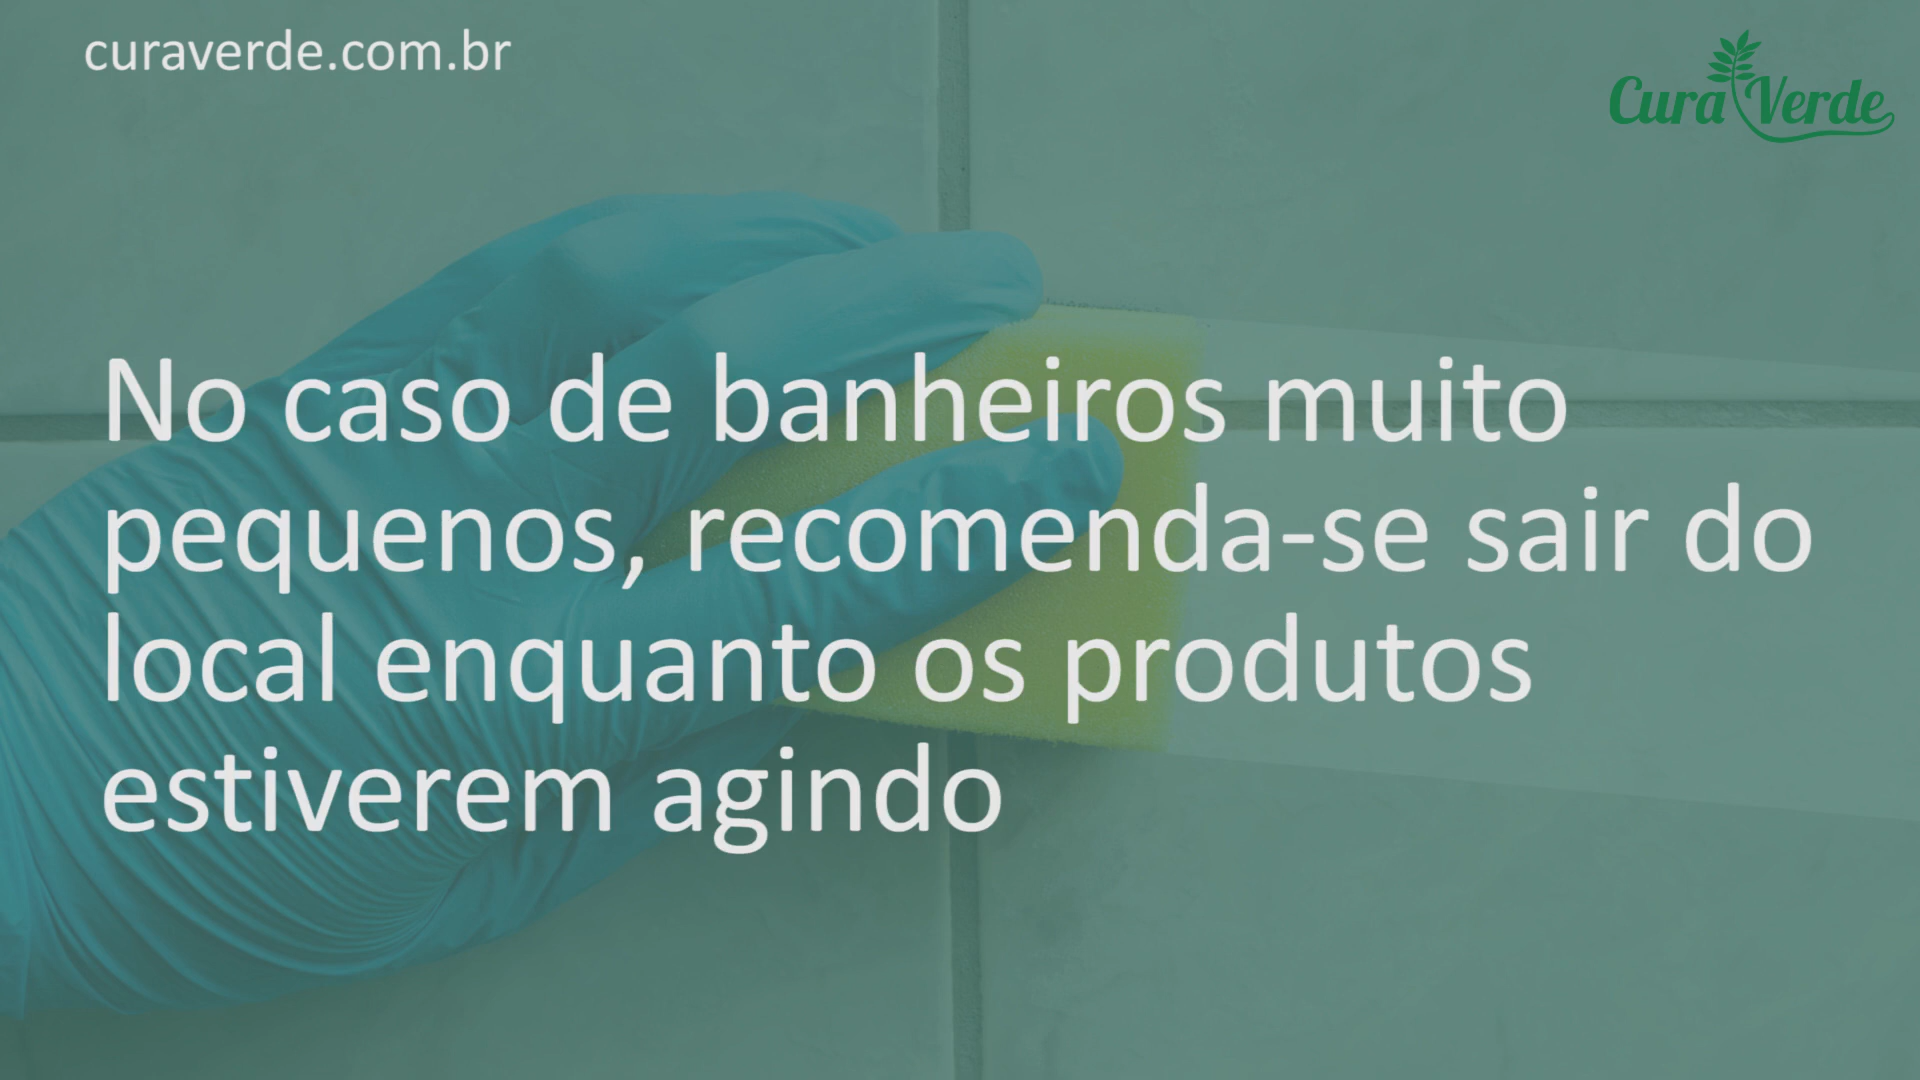 curaverde.com.br
Cura Verde
No caso de banheiros muito
pequenos, recomenda-se sair do
local enquanto os produtos
estiverem agindo